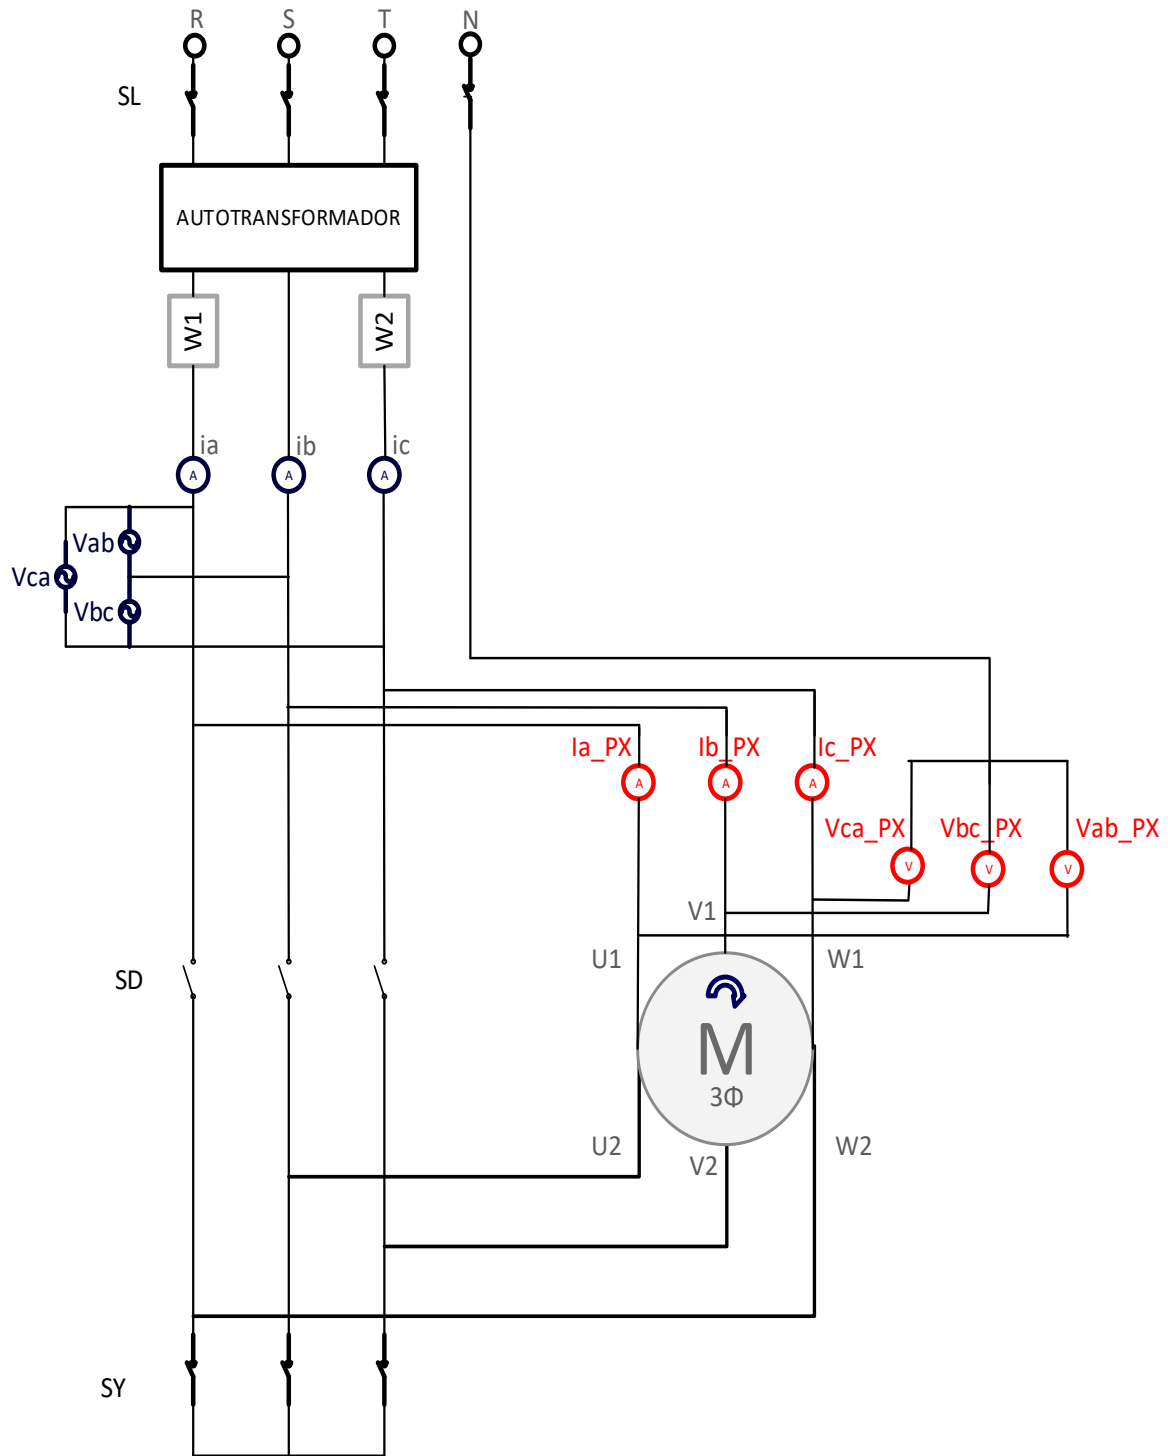 R S T N
SL
AUTOTRANSFORMADOR
W1 W2
ia ib ic
A A A
Vab
Vca
Vbc
Ia_PX Ib_PX Ic_PX
A A A
Vca_PX Vbc_PX Vab_PX
V V V
V1
U1 W1
SD
M
3Φ
U2 V2 W2
SY